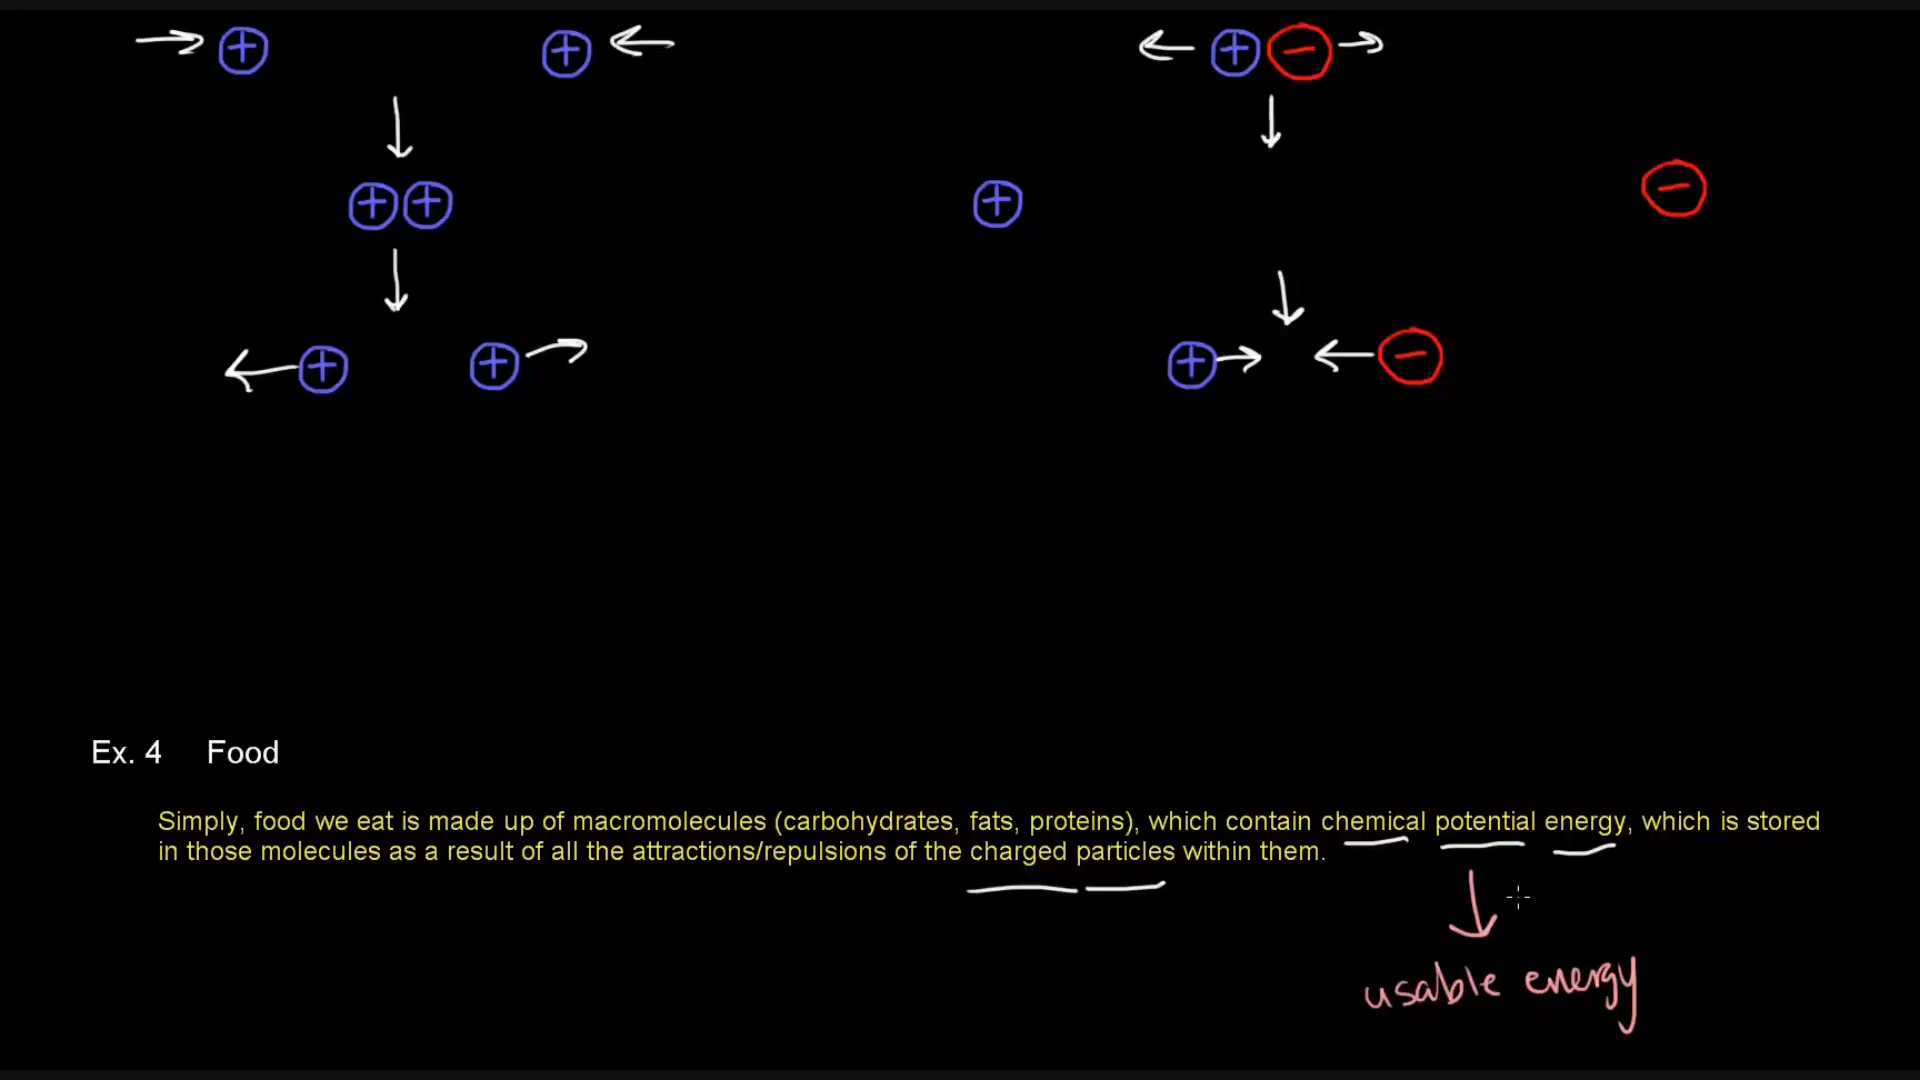 + + + −
+ + + −
+ + + −
Ex. 4 Food
Simply, food we eat is made up of macromolecules (carbohydrates, fats, proteins), which contain chemical potential energy, which is stored
in those molecules as a result of all the attractions/repulsions of the charged particles within them.
usable energy